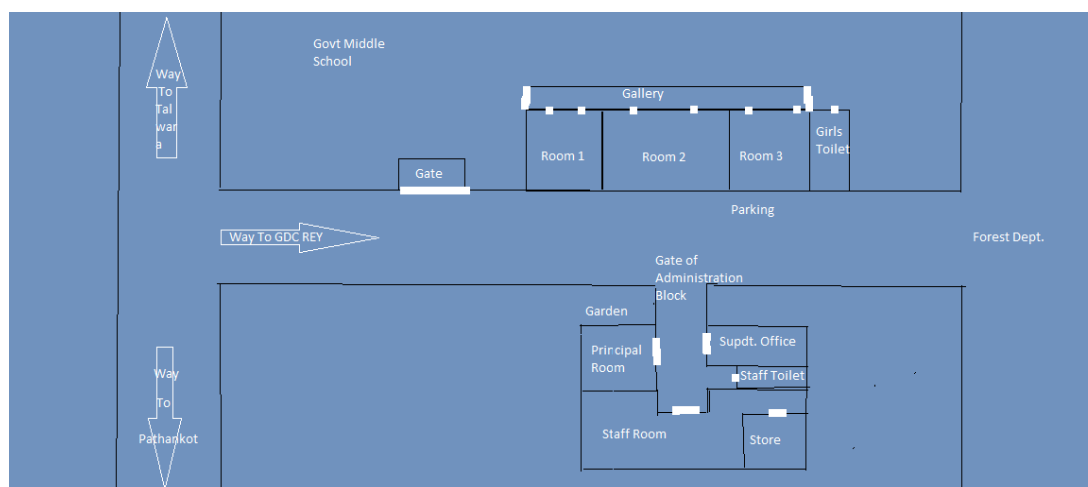 Govt Middle
School
Way
To
Tal
war
a
Gallery
Girls
Toilet
Room 1
Room 2
Room 3
Gate
Parking
Way To GDC REY
Forest Dept.
Gate of
Administration
Block
Garden
Principal
Room
Supdt. Office
Staff Toilet
Way
To
Pathankot
Staff Room
Store